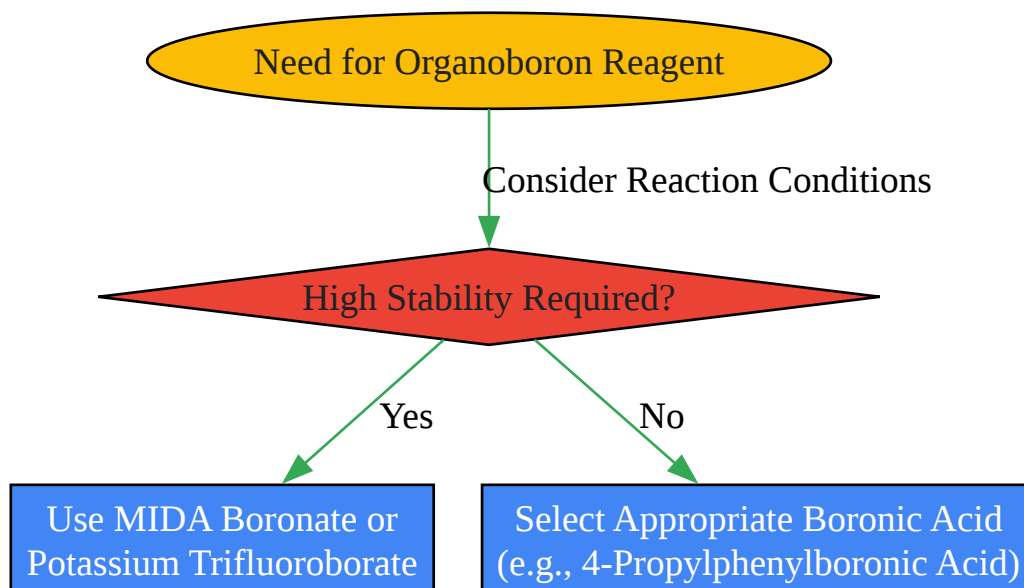 Need for Organoboron Reagent
Consider Reaction Conditions
High Stability Required?
Yes
No
Use MIDA Boronate or
Potassium Trifluoroborate
Select Appropriate Boronic Acid
(e.g., 4-Propylphenylboronic Acid)